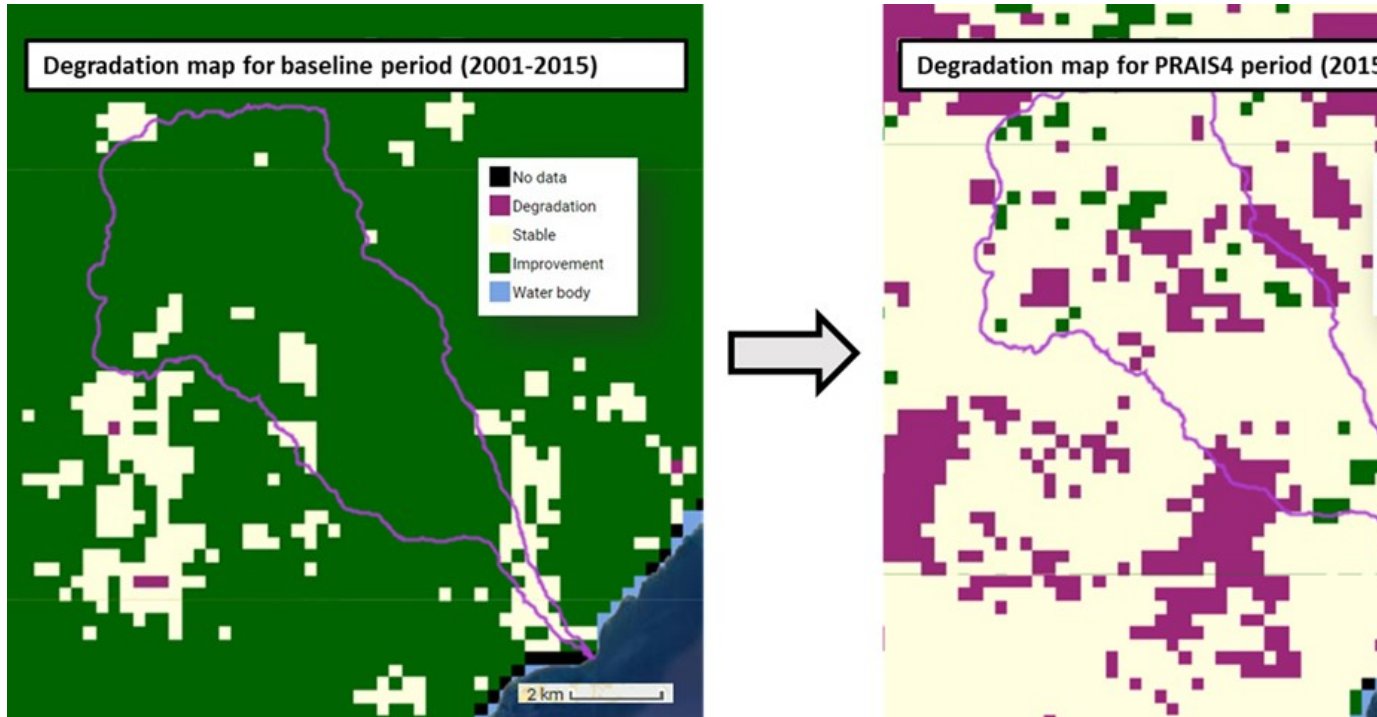 Degradation map for baseline period (2001-2015)
No data
Degradation
Stable
Improvement
Water body
2 km
Degradation map for PRAIS4 period (2015